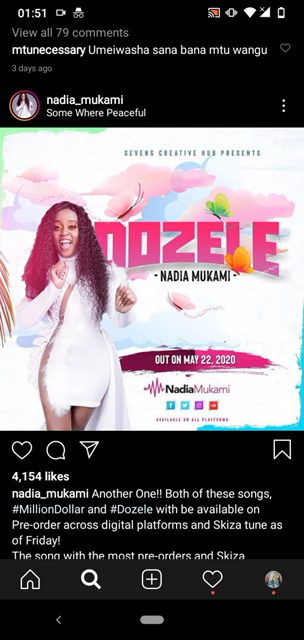 01:51
View all 79 comments
mtunecessary Umeiwasha sana bana mtu wangu
3 days ago
nadia_mukami
Some Where Peaceful
SEVENS CREATIVE HUB PRESENTS
DOZELE
- NADIA MUKAMI -
OUT ON MAY 22, 2020
NadiaMukami
AVAILABLE ON ALL PLATFORMS
4,154 likes
nadia_mukami Another One!! Both of these songs,
#MillionDollar and #Dozele with be available on
Pre-order across digital platforms and Skiza tune as
of Friday!
The song with the most pre-orders and Skiza